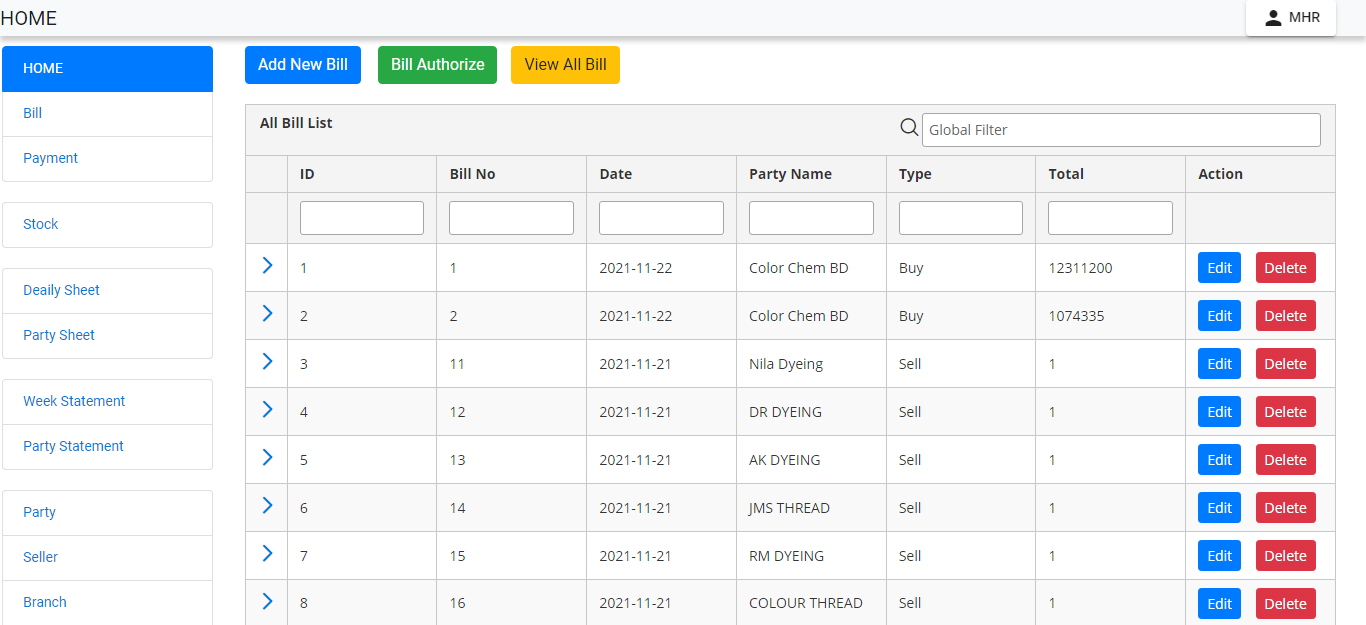 HOME
MHR
HOME
Bill
Payment
Stock
Deaily Sheet
Party Sheet
Week Statement
Party Statement
Party
Seller
Branch
Add New Bill Bill Authorize View All Bill
All Bill List Global Filter
ID Bill No Date Party Name Type Total Action
1 1 2021-11-22 Color Chem BD Buy 12311200 Edit Delete
2 2 2021-11-22 Color Chem BD Buy 1074335 Edit Delete
3 11 2021-11-21 Nila Dyeing Sell 1 Edit Delete
4 12 2021-11-21 DR DYEING Sell 1 Edit Delete
5 13 2021-11-21 AK DYEING Sell 1 Edit Delete
6 14 2021-11-21 JMS THREAD Sell 1 Edit Delete
7 15 2021-11-21 RM DYEING Sell 1 Edit Delete
8 16 2021-11-21 COLOUR THREAD Sell 1 Edit Delete